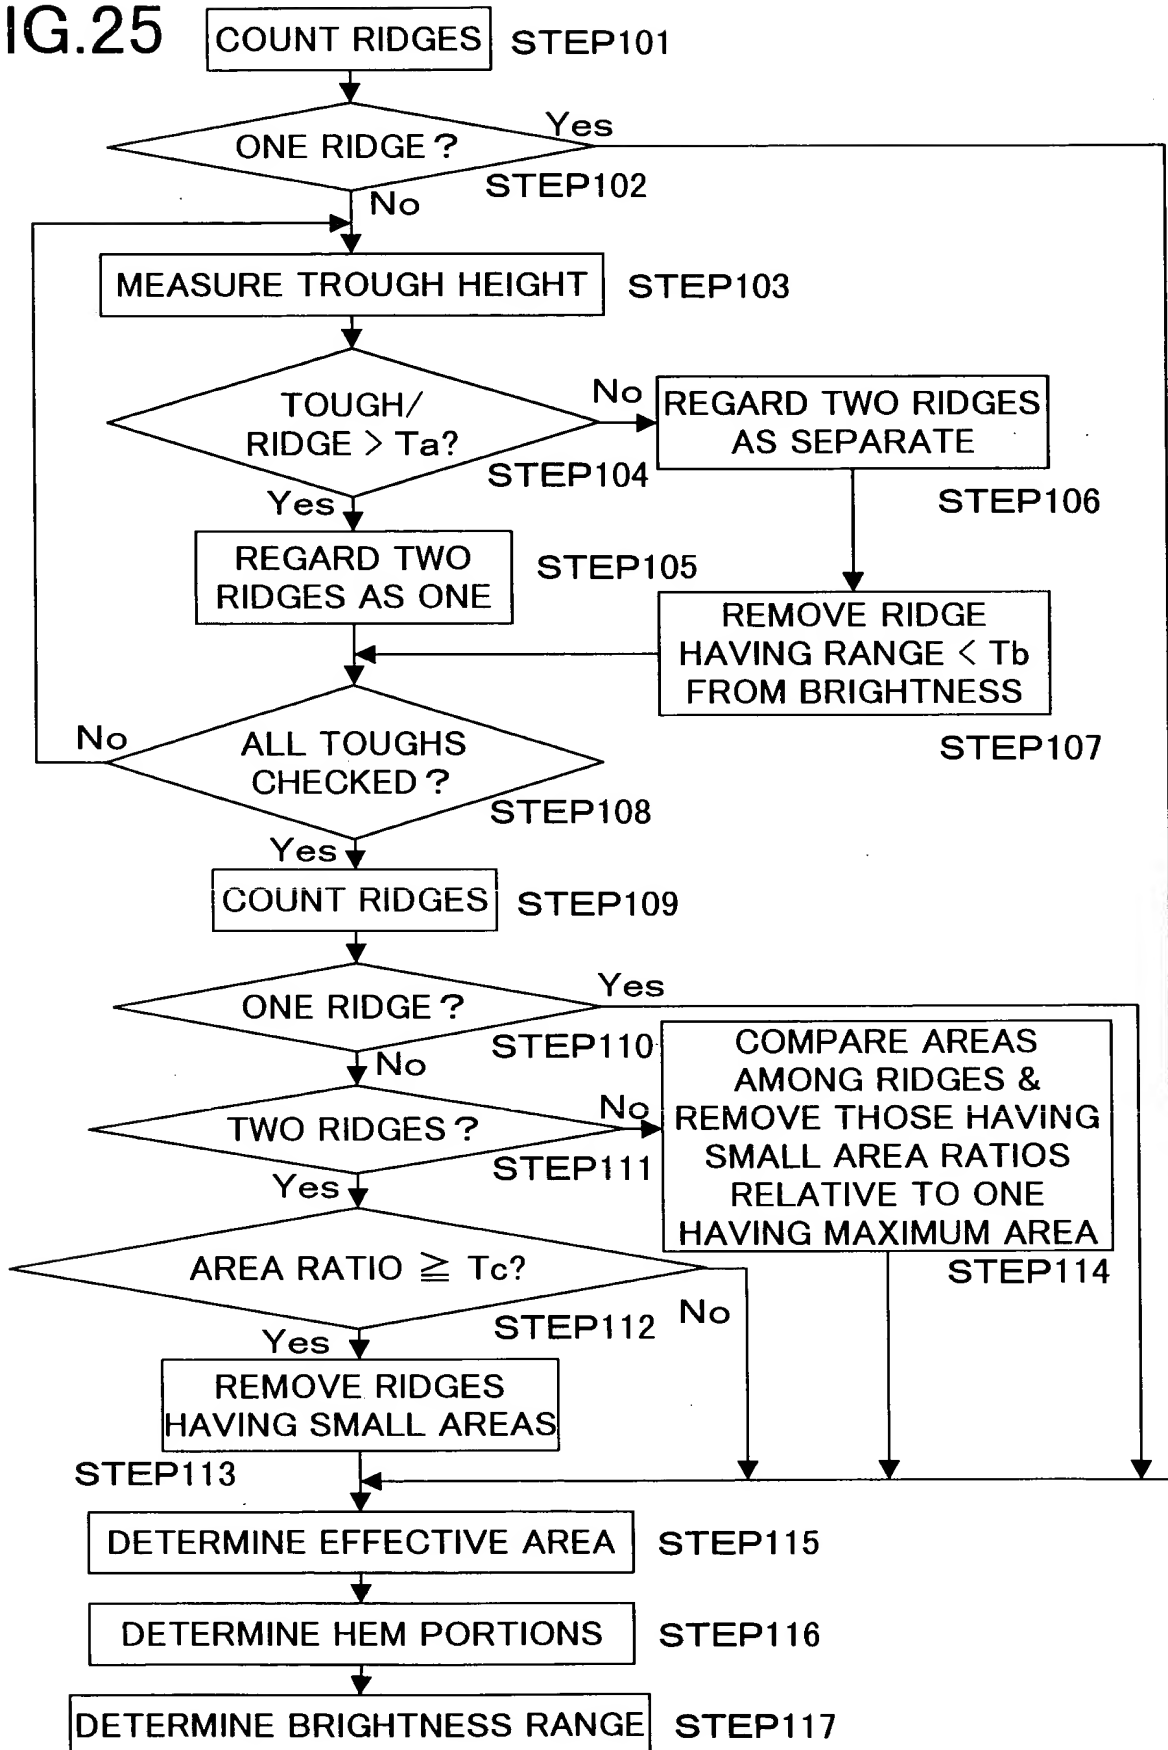 IG.25
COUNT RIDGES
STEP101
ONE RIDGE?
Yes
STEP102
No
MEASURE TROUGH HEIGHT
STEP103
TOUGH/
RIDGE > Ta?
No
STEP104
Yes
REGARD TWO RIDGES
AS SEPARATE
STEP106
REGARD TWO
RIDGES AS ONE
STEP105
REMOVE RIDGE
HAVING RANGE < Tb
FROM BRIGHTNESS
STEP107
No
ALL TOUGHS
CHECKED?
STEP108
Yes
COUNT RIDGES
STEP109
ONE RIDGE?
Yes
STEP110
No
TWO RIDGES?
No
STEP111
Yes
COMPARE AREAS
AMONG RIDGES &
REMOVE THOSE HAVING
SMALL AREA RATIOS
RELATIVE TO ONE
HAVING MAXIMUM AREA
STEP114
AREA RATIO ≧ Tc?
No
STEP112
Yes
REMOVE RIDGES
HAVING SMALL AREAS
STEP113
DETERMINE EFFECTIVE AREA
STEP115
DETERMINE HEM PORTIONS
STEP116
DETERMINE BRIGHTNESS RANGE
STEP117